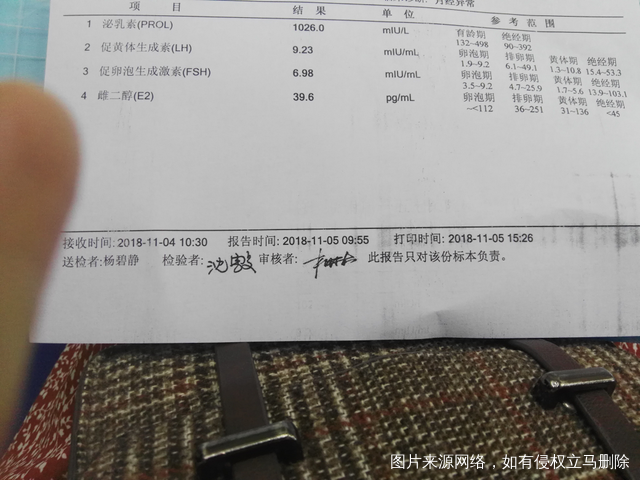 月经异常
项 目 结 果 单 位 参 考 范 围
1 泌乳素(PROL) 1026.0 mIU/L 育龄期 绝经期
132~498 90~392
2 促黄体生成素(LH) 9.23 mIU/mL 卵泡期 排卵期 黄体期 绝经期
1.9~9.2 6.1~49.1 1.3~10.8 15.4~53.3
3 促卵泡生成激素(FSH) 6.98 mIU/mL 卵泡期 排卵期 黄体期 绝经期
3.5~9.2 4.7~25.9 1.7~5.6 13.9~103.1
4 雌二醇(E2) 39.6 pg/mL 卵泡期 排卵期 黄体期 绝经期
~<112 36~251 31~136 <45
接收时间: 2018-11-04 10:30 报告时间: 2018-11-05 09:55 打印时间: 2018-11-05 15:26
送检者: 杨碧静 检验者: 审核者: 此报告只对该份标本负责。
图片来源网络，如有侵权立马删除